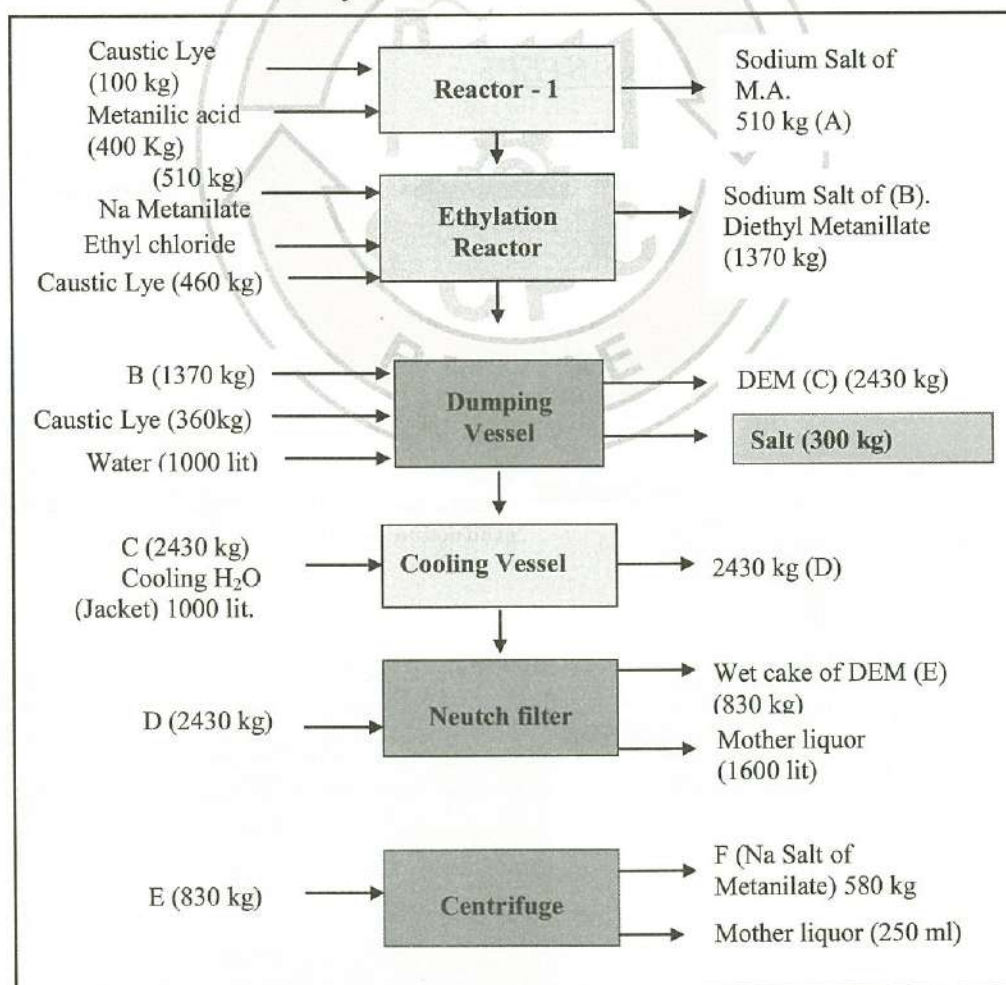 Caustic Lye
(100 kg)
Metanilic acid
(400 Kg)
Reactor - 1
Sodium Salt of
M.A.
510 kg (A)
(510 kg)
Na Metanilate
Ethyl chloride
Caustic Lye (460 kg)
Ethylation
Reactor
Sodium Salt of (B).
Diethyl Metanillate
(1370 kg)
B (1370 kg)
Caustic Lye (360kg)
Water (1000 lit)
Dumping
Vessel
DEM (C) (2430 kg)
Salt (300 kg)
C (2430 kg)
Cooling H₂O
(Jacket) 1000 lit.
Cooling Vessel
2430 kg (D)
D (2430 kg)
Neutch filter
Wet cake of DEM (E)
(830 kg)
Mother liquor
(1600 lit)
E (830 kg)
Centrifuge
F (Na Salt of
Metanilate) 580 kg
Mother liquor (250 ml)